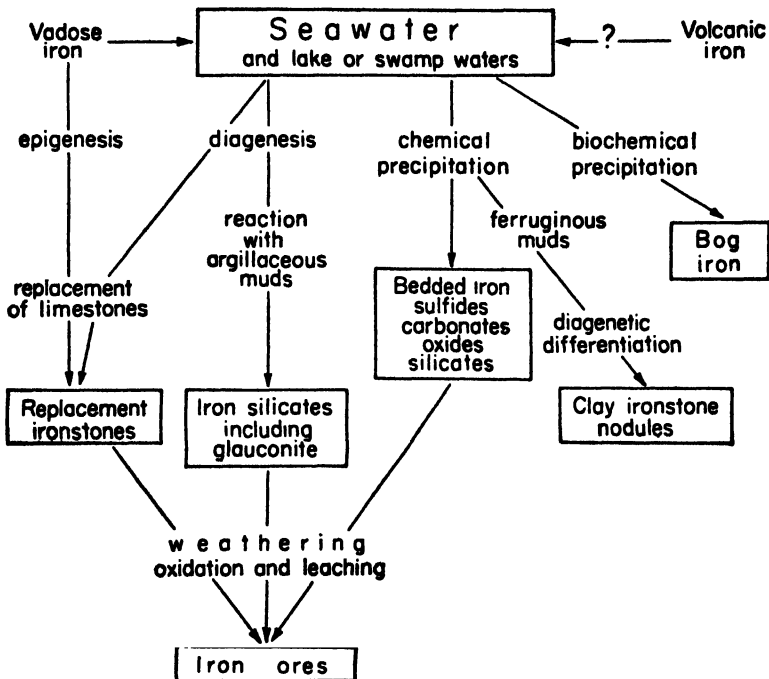 Vadose
iron
Seawater
and lake or swamp waters
?
Volcanic
iron
epigenesis
diagenesis
chemical
precipitation
biochemical
precipitation
reaction
with
argillaceous
muds
ferruginous
muds
Bog
iron
replacement
of limestones
Bedded iron
sulfides
carbonates
oxides
silicates
diagenetic
differentiation
Replacement
ironstones
Iron silicates
including
glauconite
Clay ironstone
nodules
weathering
oxidation and leaching
Iron ores